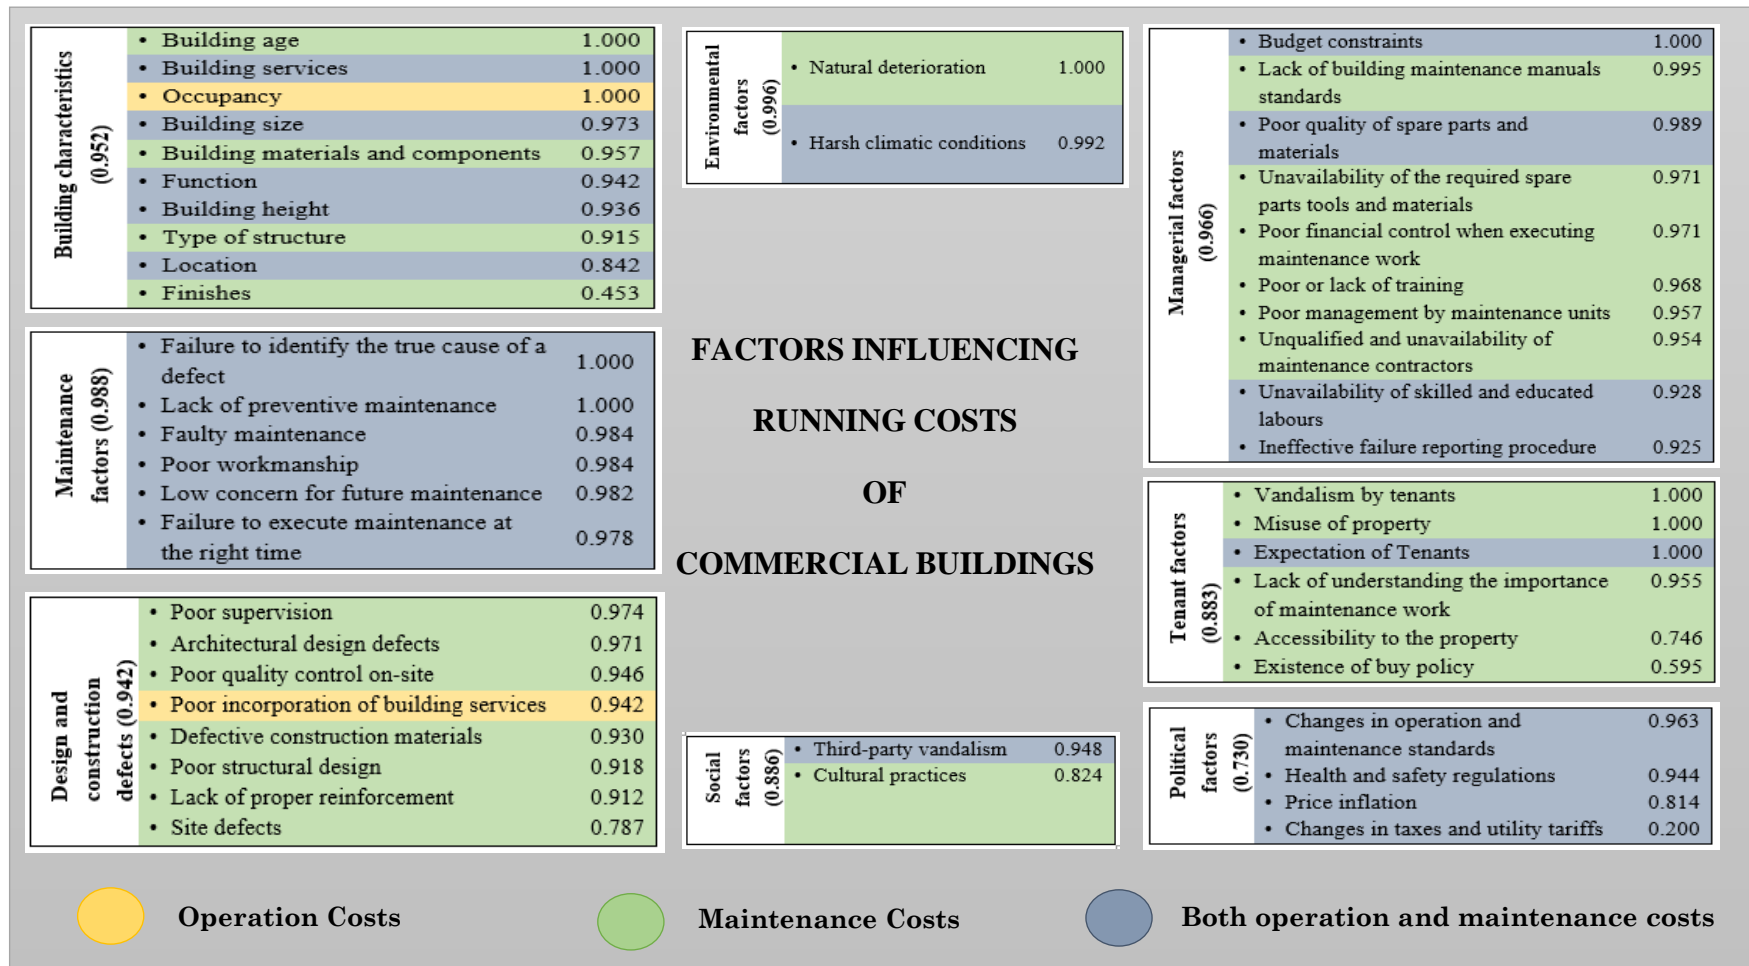 Building characteristics
(0.952)
• Building age 1.000
• Building services 1.000
• Occupancy 1.000
• Building size 0.973
• Building materials and components 0.957
• Function 0.942
• Building height 0.936
• Type of structure 0.915
• Location 0.842
• Finishes 0.453
Maintenance
factors (0.988)
• Failure to identify the true cause of a
defect 1.000
• Lack of preventive maintenance 1.000
• Faulty maintenance 0.984
• Poor workmanship 0.984
• Low concern for future maintenance 0.982
• Failure to execute maintenance at
the right time 0.978
Design and
construction
defects (0.942)
• Poor supervision 0.974
• Architectural design defects 0.971
• Poor quality control on-site 0.946
• Poor incorporation of building services 0.942
• Defective construction materials 0.930
• Poor structural design 0.918
• Lack of proper reinforcement 0.912
• Site defects 0.787
Environmental
factors
(0.996)
• Natural deterioration 1.000
• Harsh climatic conditions 0.992
FACTORS INFLUENCING
RUNNING COSTS
OF
COMMERCIAL BUILDINGS
Social
factors
(0.886)
• Third-party vandalism 0.948
• Cultural practices 0.824
Managerial factors
(0.966)
• Budget constraints 1.000
• Lack of building maintenance manuals 0.995
standards
• Poor quality of spare parts and 0.989
materials
• Unavailability of the required spare 0.971
parts tools and materials
• Poor financial control when executing 0.971
maintenance work
• Poor or lack of training 0.968
• Poor management by maintenance units 0.957
• Unqualified and unavailability of 0.954
maintenance contractors
• Unavailability of skilled and educated 0.928
labours
• Ineffective failure reporting procedure 0.925
Tenant factors
(0.883)
• Vandalism by tenants 1.000
• Misuse of property 1.000
• Expectation of Tenants 1.000
• Lack of understanding the importance 0.955
of maintenance work
• Accessibility to the property 0.746
• Existence of buy policy 0.595
Political
factors
(0.730)
• Changes in operation and 0.963
maintenance standards
• Health and safety regulations 0.944
• Price inflation 0.814
• Changes in taxes and utility tariffs 0.200
Operation Costs
Maintenance Costs
Both operation and maintenance costs